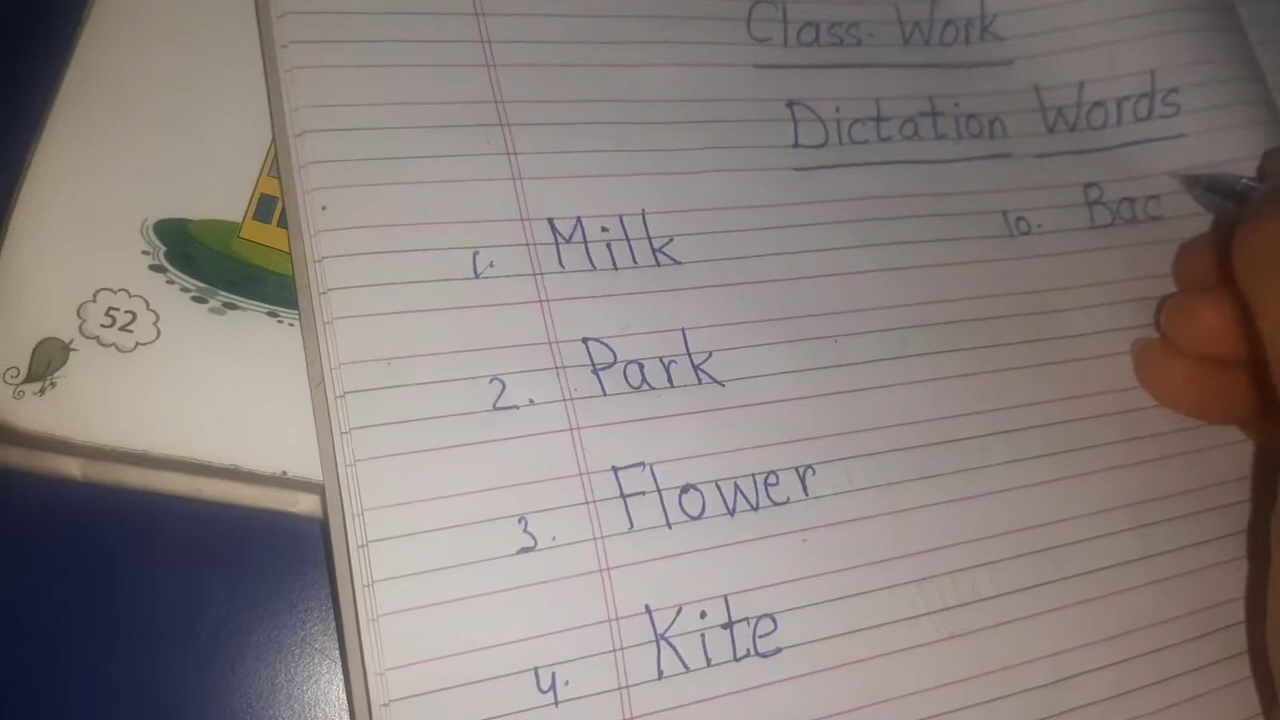 Class-Work
Dictation Words
1. Milk
10. Bac
2. Park
3. Flower
4. Kite
52